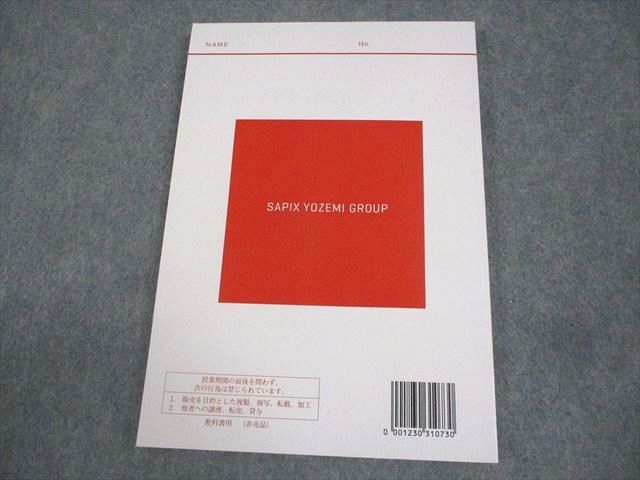 NAME No.
SAPIX YOZEMI GROUP
授業期間の前後を問わず、
次の行為は禁じられています。
1. 販売を目的とした複製、複写、転載、加工
2. 他者への譲渡、転売、貸与
教科書用 (非売品)
0 001230 310730